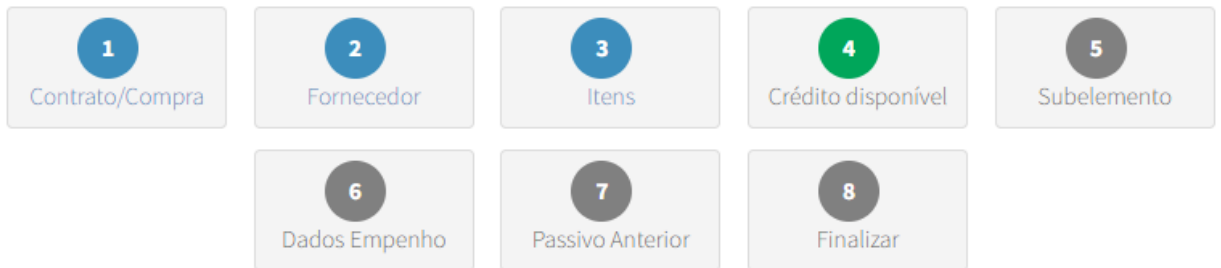 1
Contrato/Compra
2
Fornecedor
3
Itens
4
Crédito disponível
5
Subelemento
6
Dados Empenho
7
Passivo Anterior
8
Finalizar